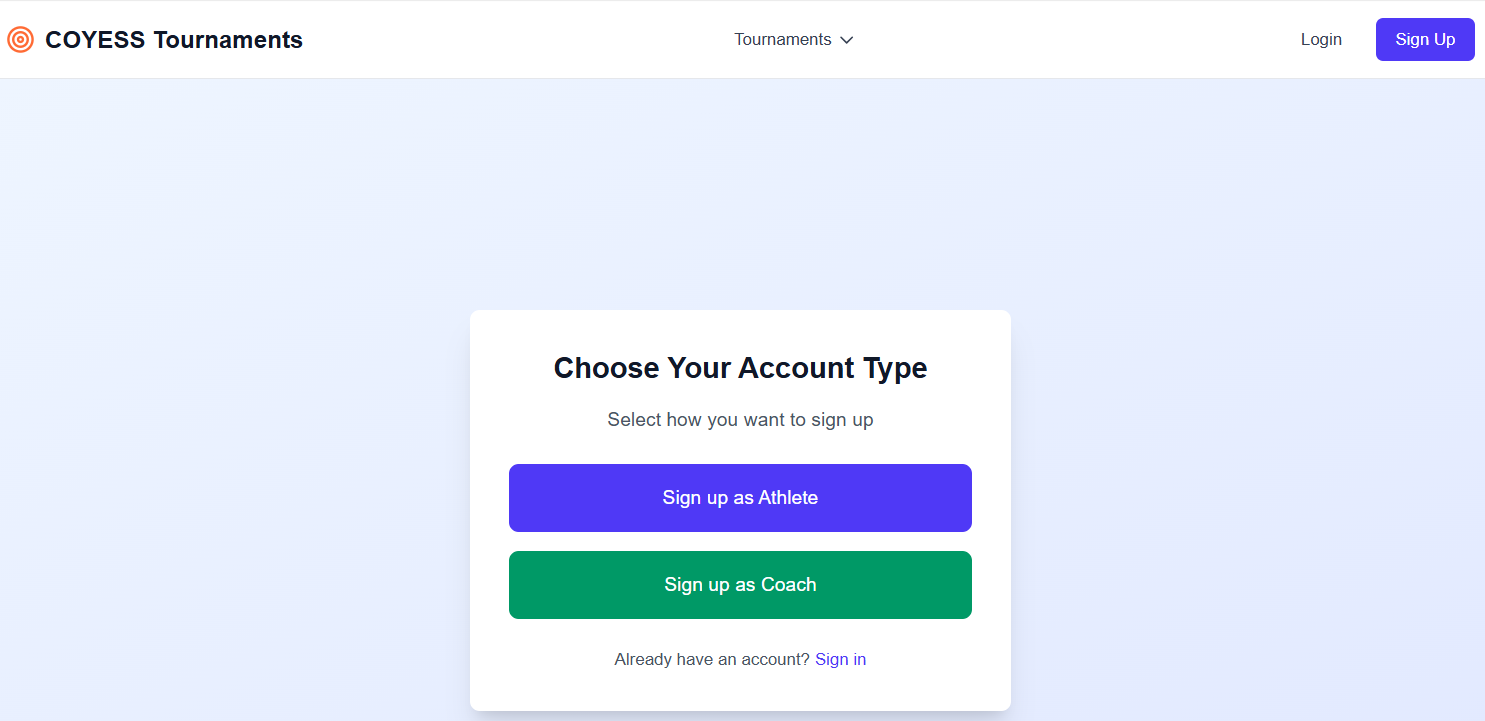 COYESS Tournaments
Tournaments
Login
Sign Up
Choose Your Account Type
Select how you want to sign up
Sign up as Athlete
Sign up as Coach
Already have an account? Sign in